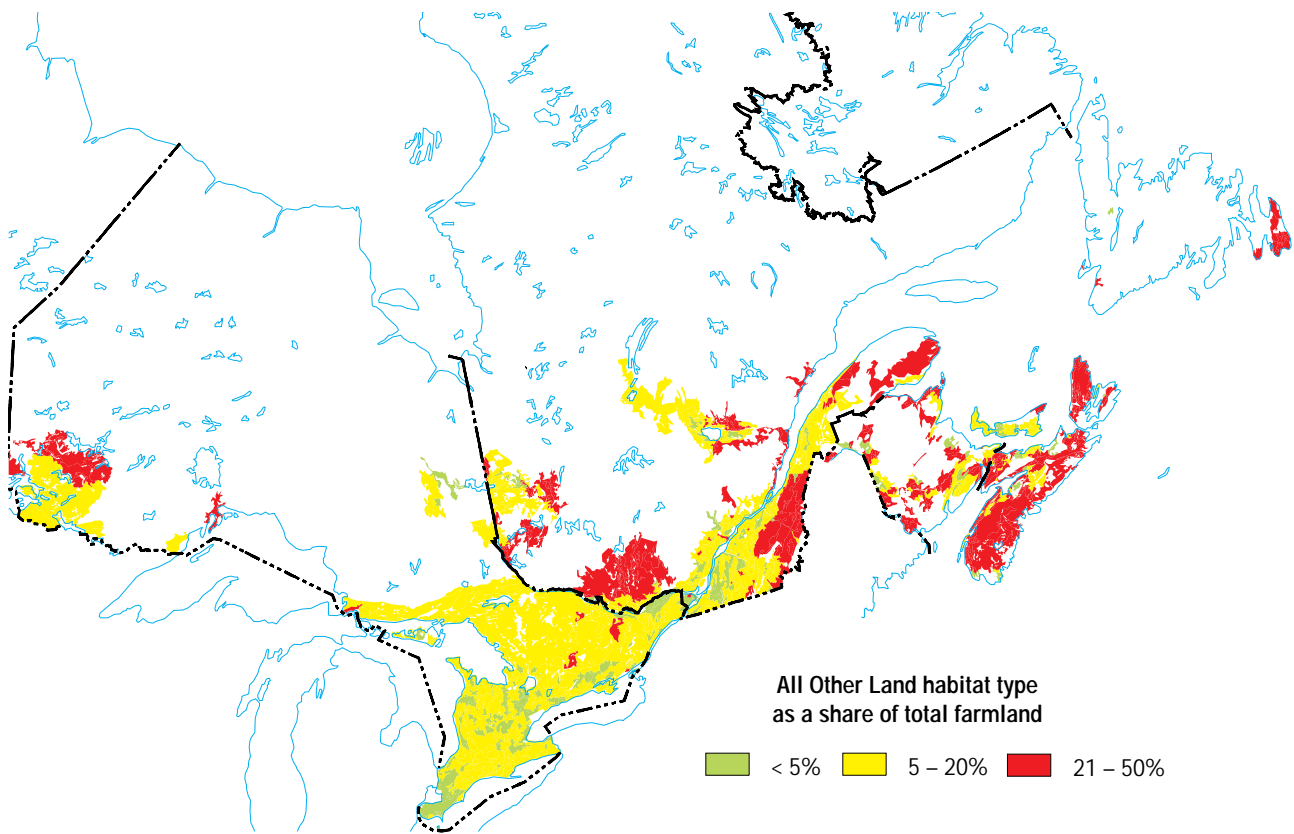 All Other Land habitat type
as a share of total farmland
< 5% 5 – 20% 21 – 50%